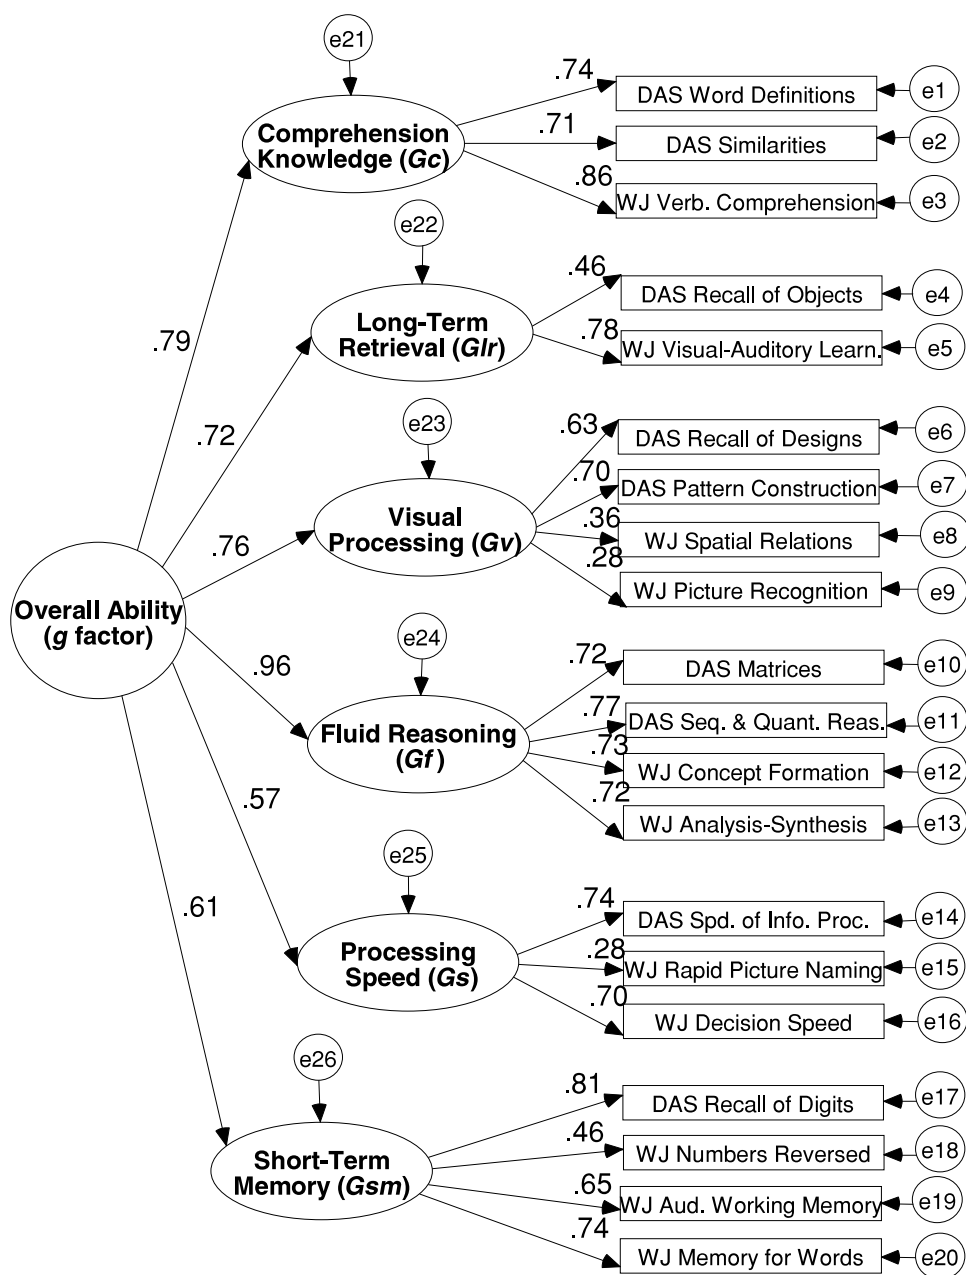 e21
.74
DAS Word Definitions
e1
Comprehension
Knowledge (Gc)
.71
DAS Similarities
e2
.86
WJ Verb. Comprehension
e3
e22
.79
Long-Term
Retrieval (Glr)
.46
DAS Recall of Objects
e4
.78
WJ Visual-Auditory Learn.
e5
.72
e23
.63
DAS Recall of Designs
e6
Visual
Processing (Gv)
.70
DAS Pattern Construction
e7
.36
WJ Spatial Relations
e8
.28
WJ Picture Recognition
e9
.76
Overall Ability
(g factor)
e24
.96
.72
DAS Matrices
e10
Fluid Reasoning
(Gf)
.77
DAS Seq. & Quant. Reas.
e11
.73
WJ Concept Formation
e12
.72
WJ Analysis-Synthesis
e13
.57
e25
.74
DAS Spd. of Info. Proc.
e14
Processing
Speed (Gs)
.28
WJ Rapid Picture Naming
e15
.70
WJ Decision Speed
e16
.61
e26
.81
DAS Recall of Digits
e17
Short-Term
Memory (Gsm)
.46
WJ Numbers Reversed
e18
.65
WJ Aud. Working Memory
e19
.74
WJ Memory for Words
e20